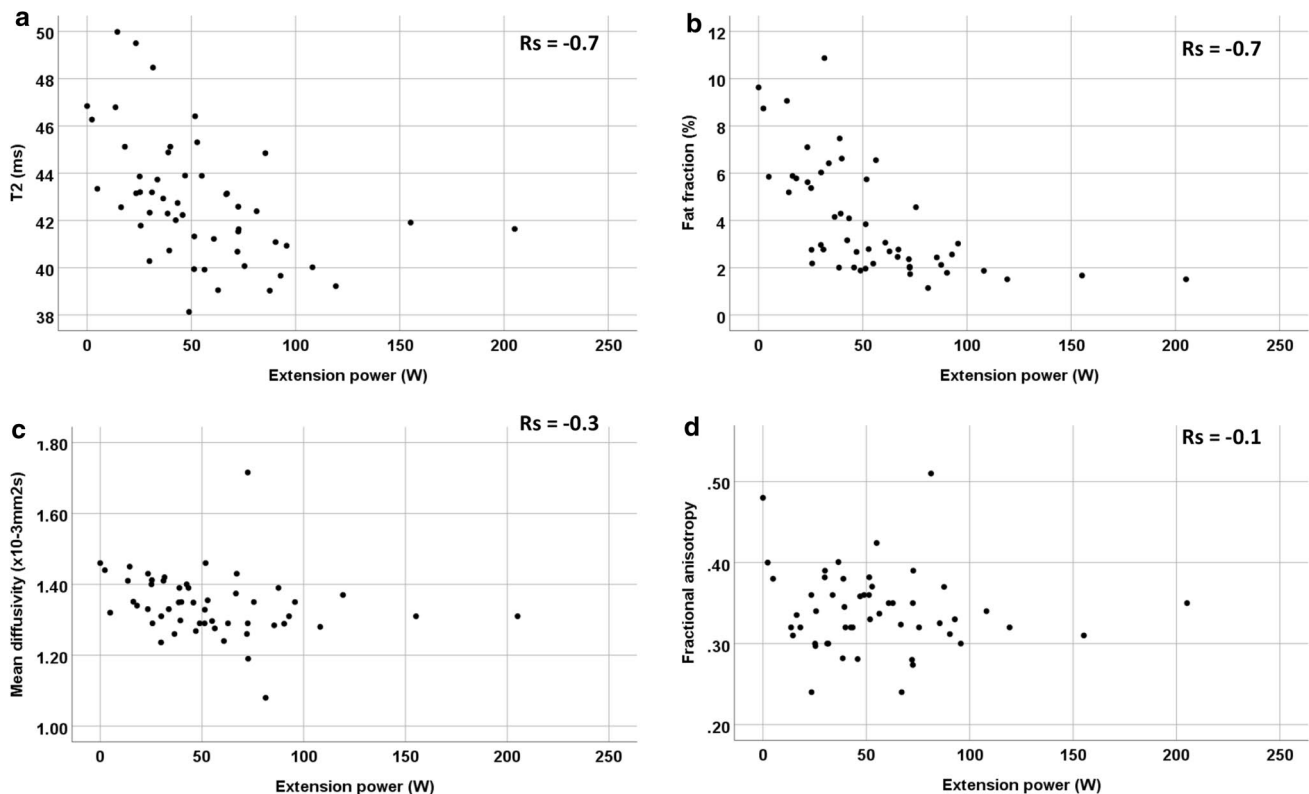 a
Rs = -0.7
50
48
46
44
42
40
38
T2 (ms)
0 50 100 150 200 250
Extension power (W)
b
Rs = -0.7
12
10
8
6
4
2
0
Fat fraction (%)
0 50 100 150 200 250
Extension power (W)
c
Rs = -0.3
1.80
1.60
1.40
1.20
1.00
Mean diffusivity (x10-3mm2s)
0 50 100 150 200 250
Extension power (W)
d
Rs = -0.1
.50
.40
.30
.20
Fractional anisotropy
0 50 100 150 200 250
Extension power (W)